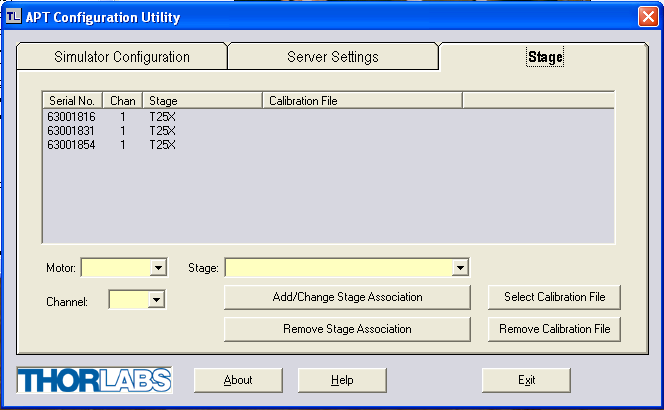 TL APT Configuration Utility
Simulator Configuration Server Settings Stage
Serial No. Chan Stage Calibration File
63001816 1 T25X
63001831 1 T25X
63001854 1 T25X
Motor: Stage:
Channel: Add/Change Stage Association Select Calibration File
Remove Stage Association Remove Calibration File
THORLABS About Help Exit